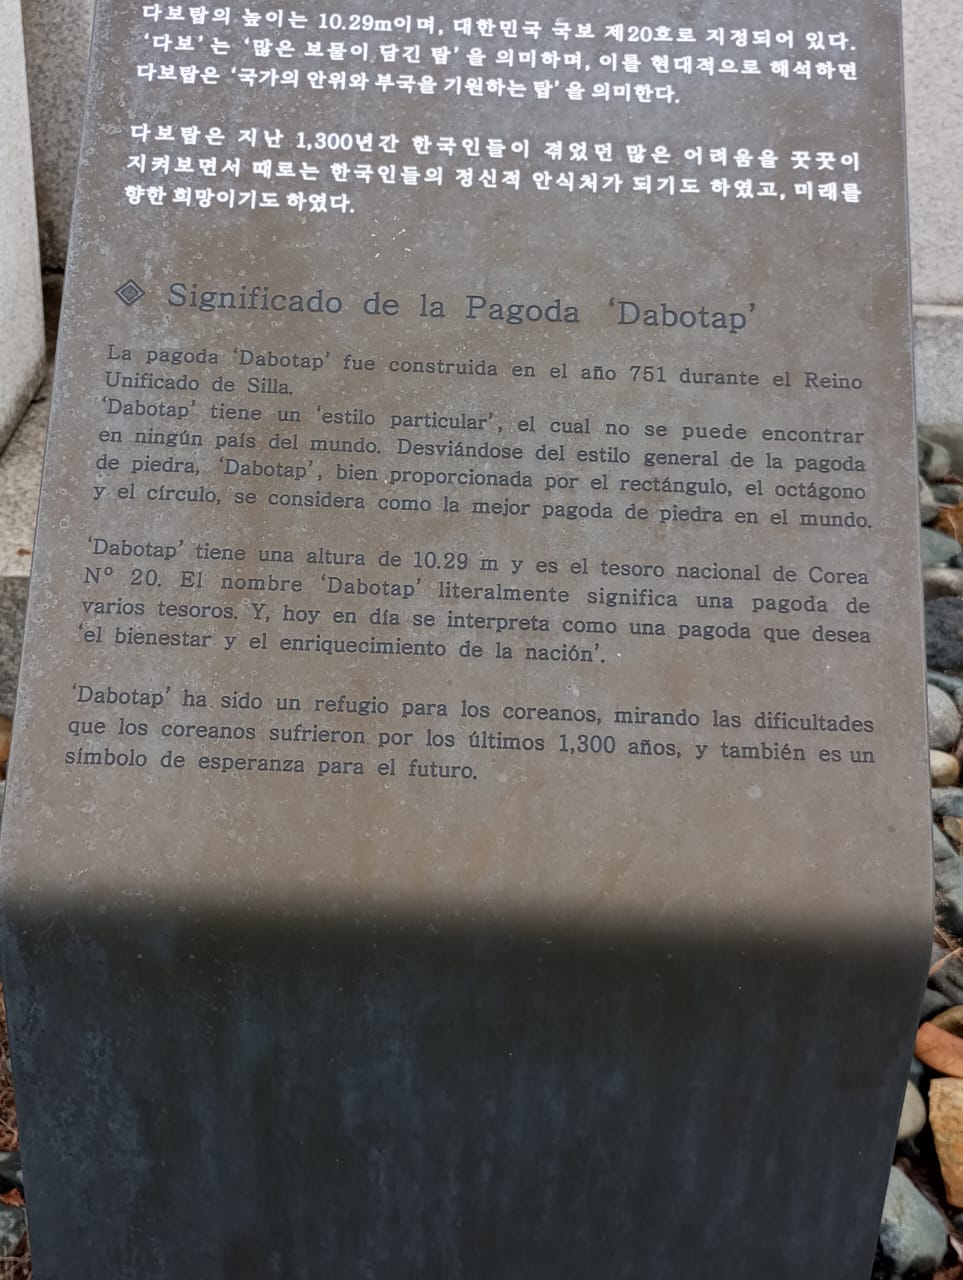 다보탑의 높이는 10.29m이며, 대한민국 국보 제20호로 지정되어 있다.
‘다보’는 ‘많은 보물이 담긴 탑’을 의미하며, 이를 현대적으로 해석하면
다보탑은 ‘국가의 안위와 부국을 기원하는 탑’을 의미한다.
다보탑은 지난 1,300년간 한국인들이 겪었던 많은 어려움을 꿋꿋이
지켜보면서 때로는 한국인들의 정신적 안식처가 되기도 하였고, 미래를
향한 희망이기도 하였다.
Significado de la Pagoda ‘Dabotap’
La pagoda ‘Dabotap’ fue construida en el año 751 durante el Reino
Unificado de Silla.
‘Dabotap’ tiene un ‘estilo particular’, el cual no se puede encontrar
en ningún país del mundo. Desviándose del estilo general de la pagoda
de piedra, ‘Dabotap’, bien proporcionada por el rectángulo, el octágono
y el círculo, se considera como la mejor pagoda de piedra en el mundo.
‘Dabotap’ tiene una altura de 10.29 m y es el tesoro nacional de Corea
Nº 20. El nombre ‘Dabotap’ literalmente significa una pagoda de
varios tesoros. Y, hoy en día se interpreta como una pagoda que desea
‘el bienestar y el enriquecimiento de la nación’.
‘Dabotap’ ha sido un refugio para los coreanos, mirando las dificultades
que los coreanos sufrieron por los últimos 1,300 años, y también es un
símbolo de esperanza para el futuro.